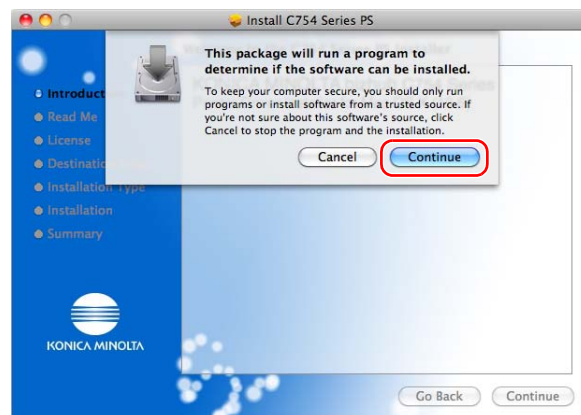 Install C754 Series PS
This package will run a program to
determine if the software can be installed.
To keep your computer secure, you should only run
programs or install software from a trusted source. If
you're not sure about this software's source, click
Cancel to stop the program and the installation.
Cancel
Continue
Introduct
Read Me
License
Destinatio
Installation Type
Installation
Summary
KONICA MINOLTA
Go Back
Continue